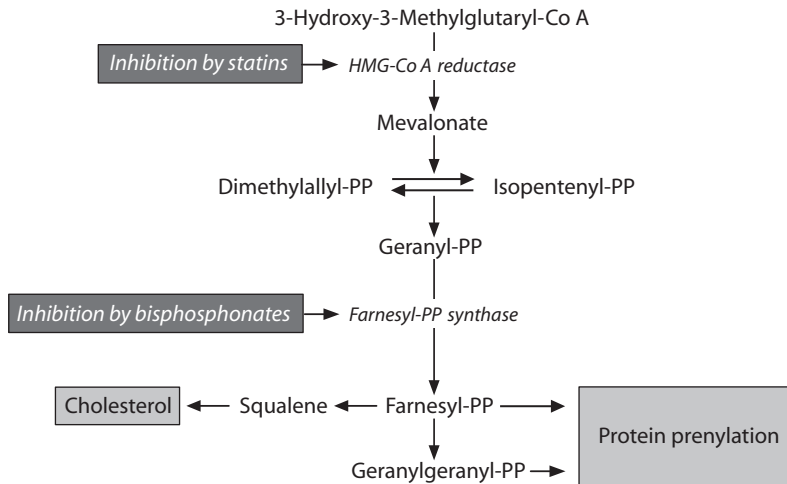 3-Hydroxy-3-Methylglutaryl-Co A
Inhibition by statins
HMG-Co A reductase
Mevalonate
Dimethylallyl-PP
Isopentenyl-PP
Geranyl-PP
Inhibition by bisphosphonates
Farnesyl-PP synthase
Cholesterol
Squalene
Farnesyl-PP
Protein prenylation
Geranylgeranyl-PP